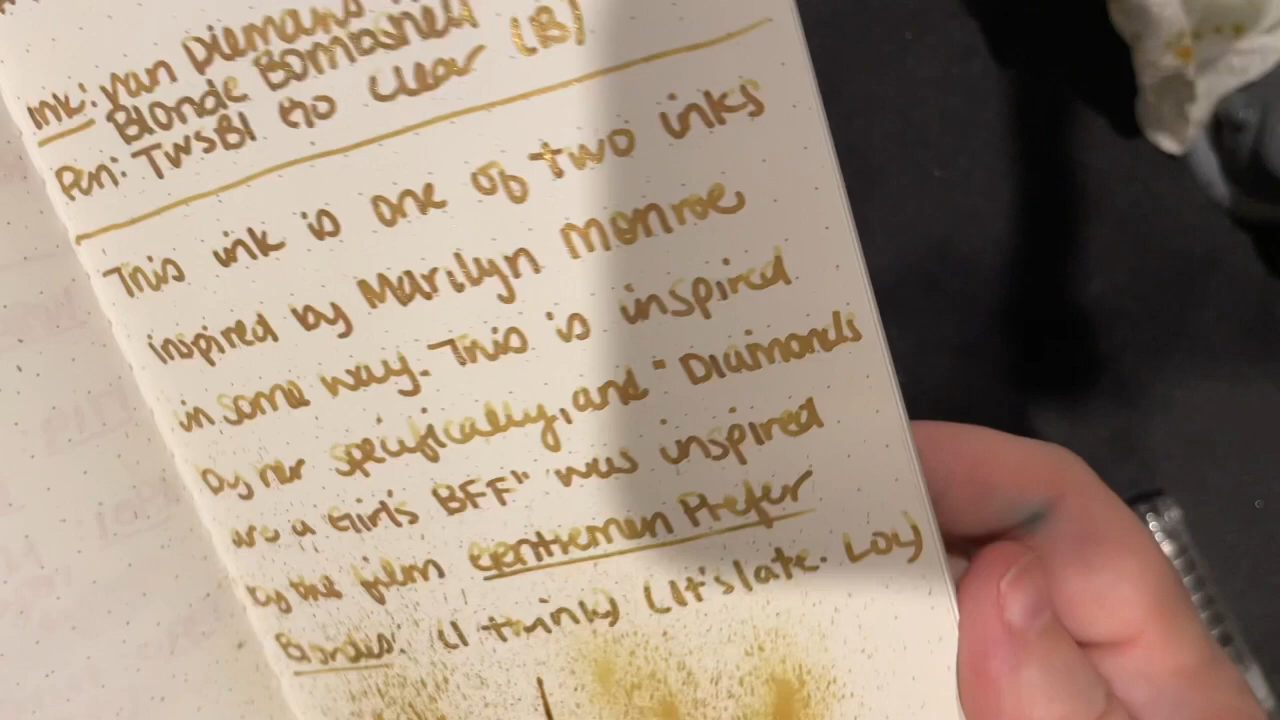 Ink: Van Dieman's
Blonde Bombshell
Pen: TWSBI GO Clear (B)
This ink is one of two inks
inspired by Marilyn Monroe
in some way. This is inspired
by her specifically, and "Diamonds
are a Girl's BFF" was inspired
by the film Gentlemen Prefer
Blondes. (I think) (It's late. LOL)